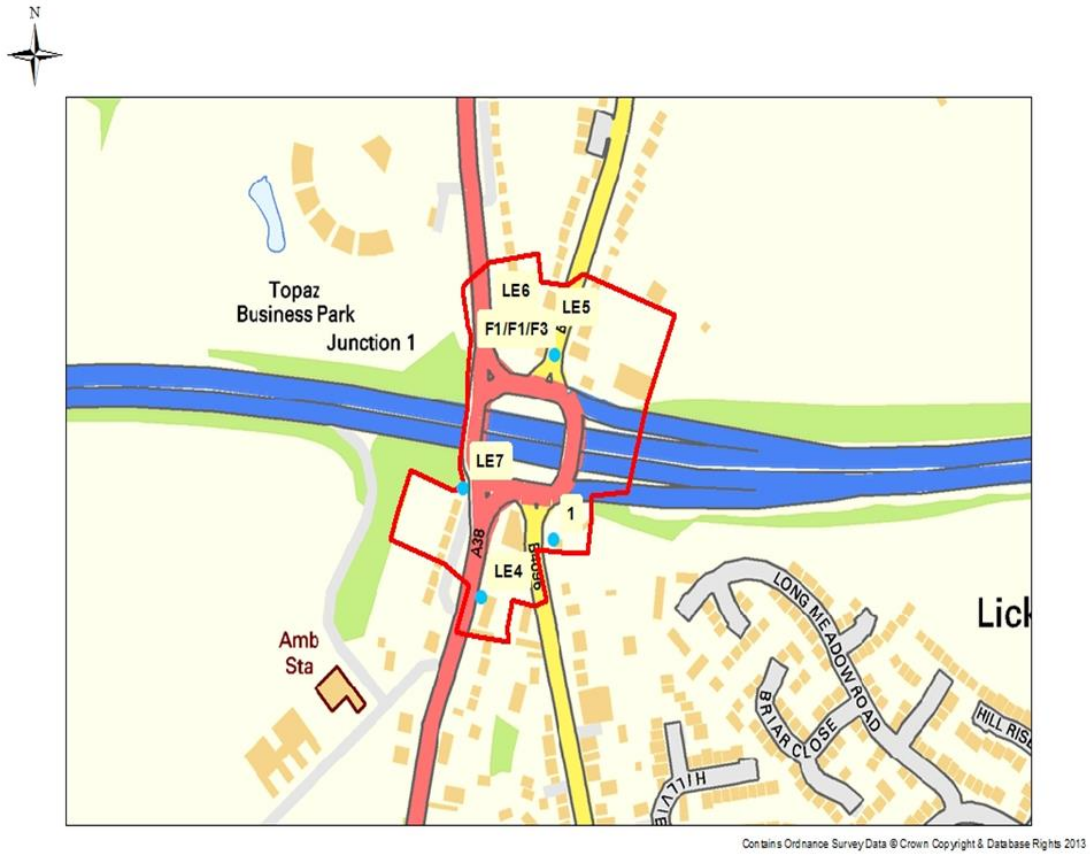 N
LE6
LE5
Topaz
Business Park
F1/F1/F3
Junction 1
LE7
1
A38
B4096
LE4
LONG MEADOW ROAD
Lick
Amb
Sta
BRIAR CLOSE
HILL RISE
HILLVIE
Contains Ordnance Survey Data © Crown Copyright & Database Rights 2013